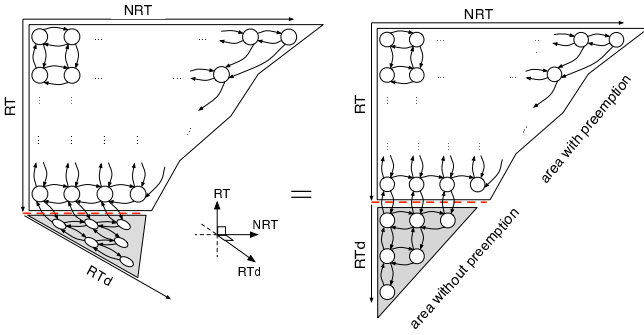 NRT
RT
RTd
RT
NRT
RTd
=
NRT
RT
RTd
area with preemption
area without preemption